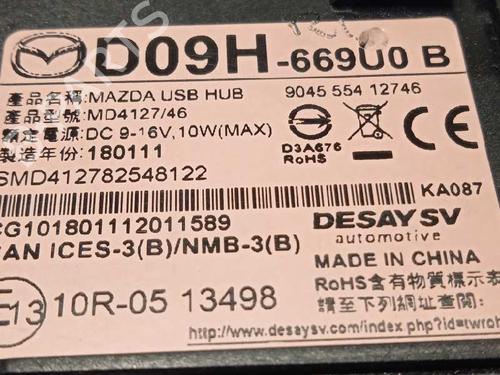 D09H-669U0 B
產品名稱:MAZDA USB HUB
9045 554 12746
產品型號:MD4127/46
額定電源:DC 9-16V,10W(MAX)
製造年份:180111
D3A676
RoHS
SMD412782548122
KA087
CG101801112011589
DESAY SV
automotive
CAN ICES-3(B)/NMB-3(B)
MADE IN CHINA
RoHS含有物質標示表
請至下列網址查閱:
E13
10R-05 13498
http://www.desaysv.com/index.php?id=twroh